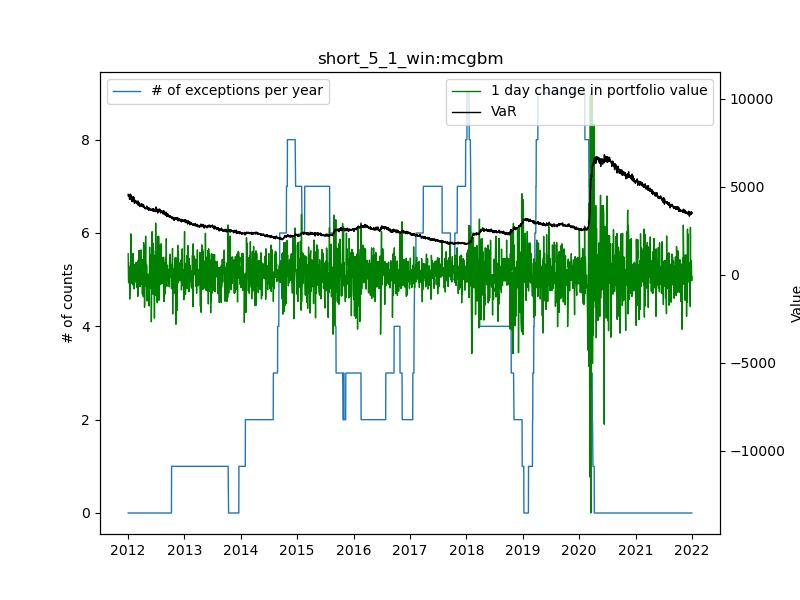 short_5_1_win:mcgbm
# of exceptions per year
1 day change in portfolio value
VaR
# of counts
Value
8
6
4
2
0
10000
5000
0
−5000
−10000
2012 2013 2014 2015 2016 2017 2018 2019 2020 2021 2022